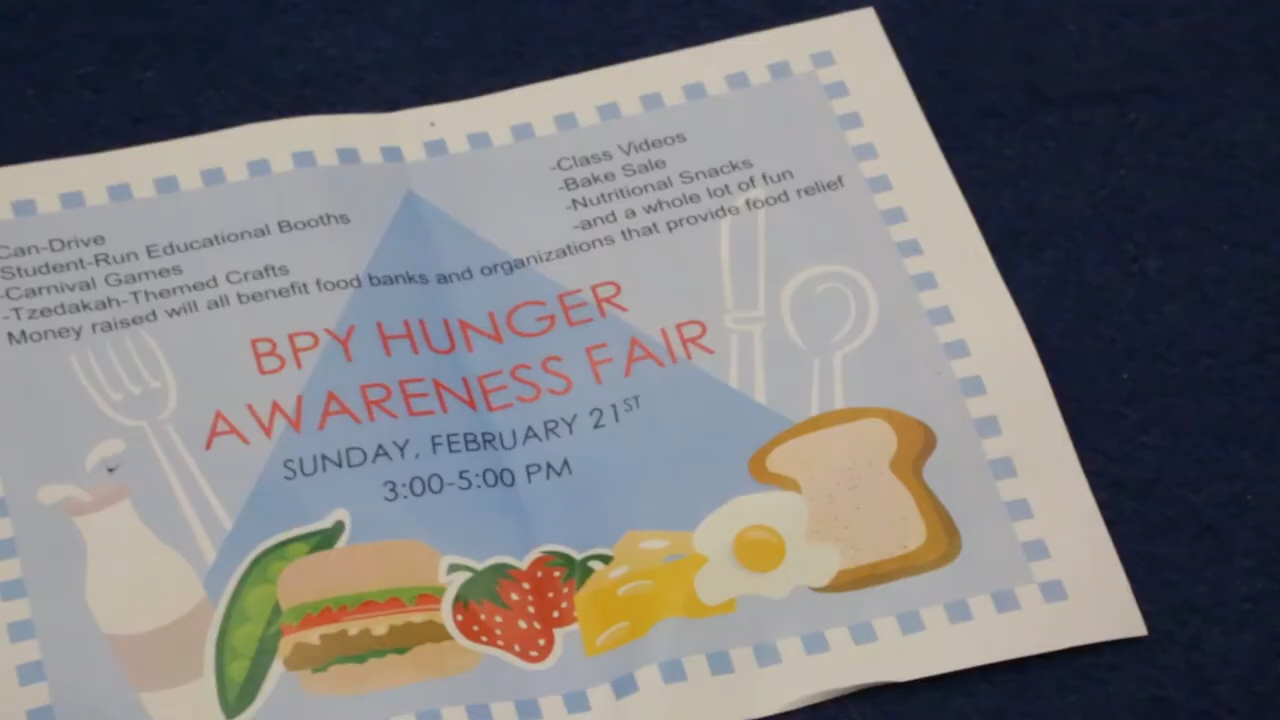 Can-Drive
-Student-Run Educational Booths
-Carnival Games
-Tzedakah-Themed Crafts
-Class Videos
-Bake Sale
-Nutritional Snacks
-and a whole lot of fun
Money raised will all benefit food banks and organizations that provide food relief
BPY HUNGER
AWARENESS FAIR
SUNDAY, FEBRUARY 21ST
3:00-5:00 PM